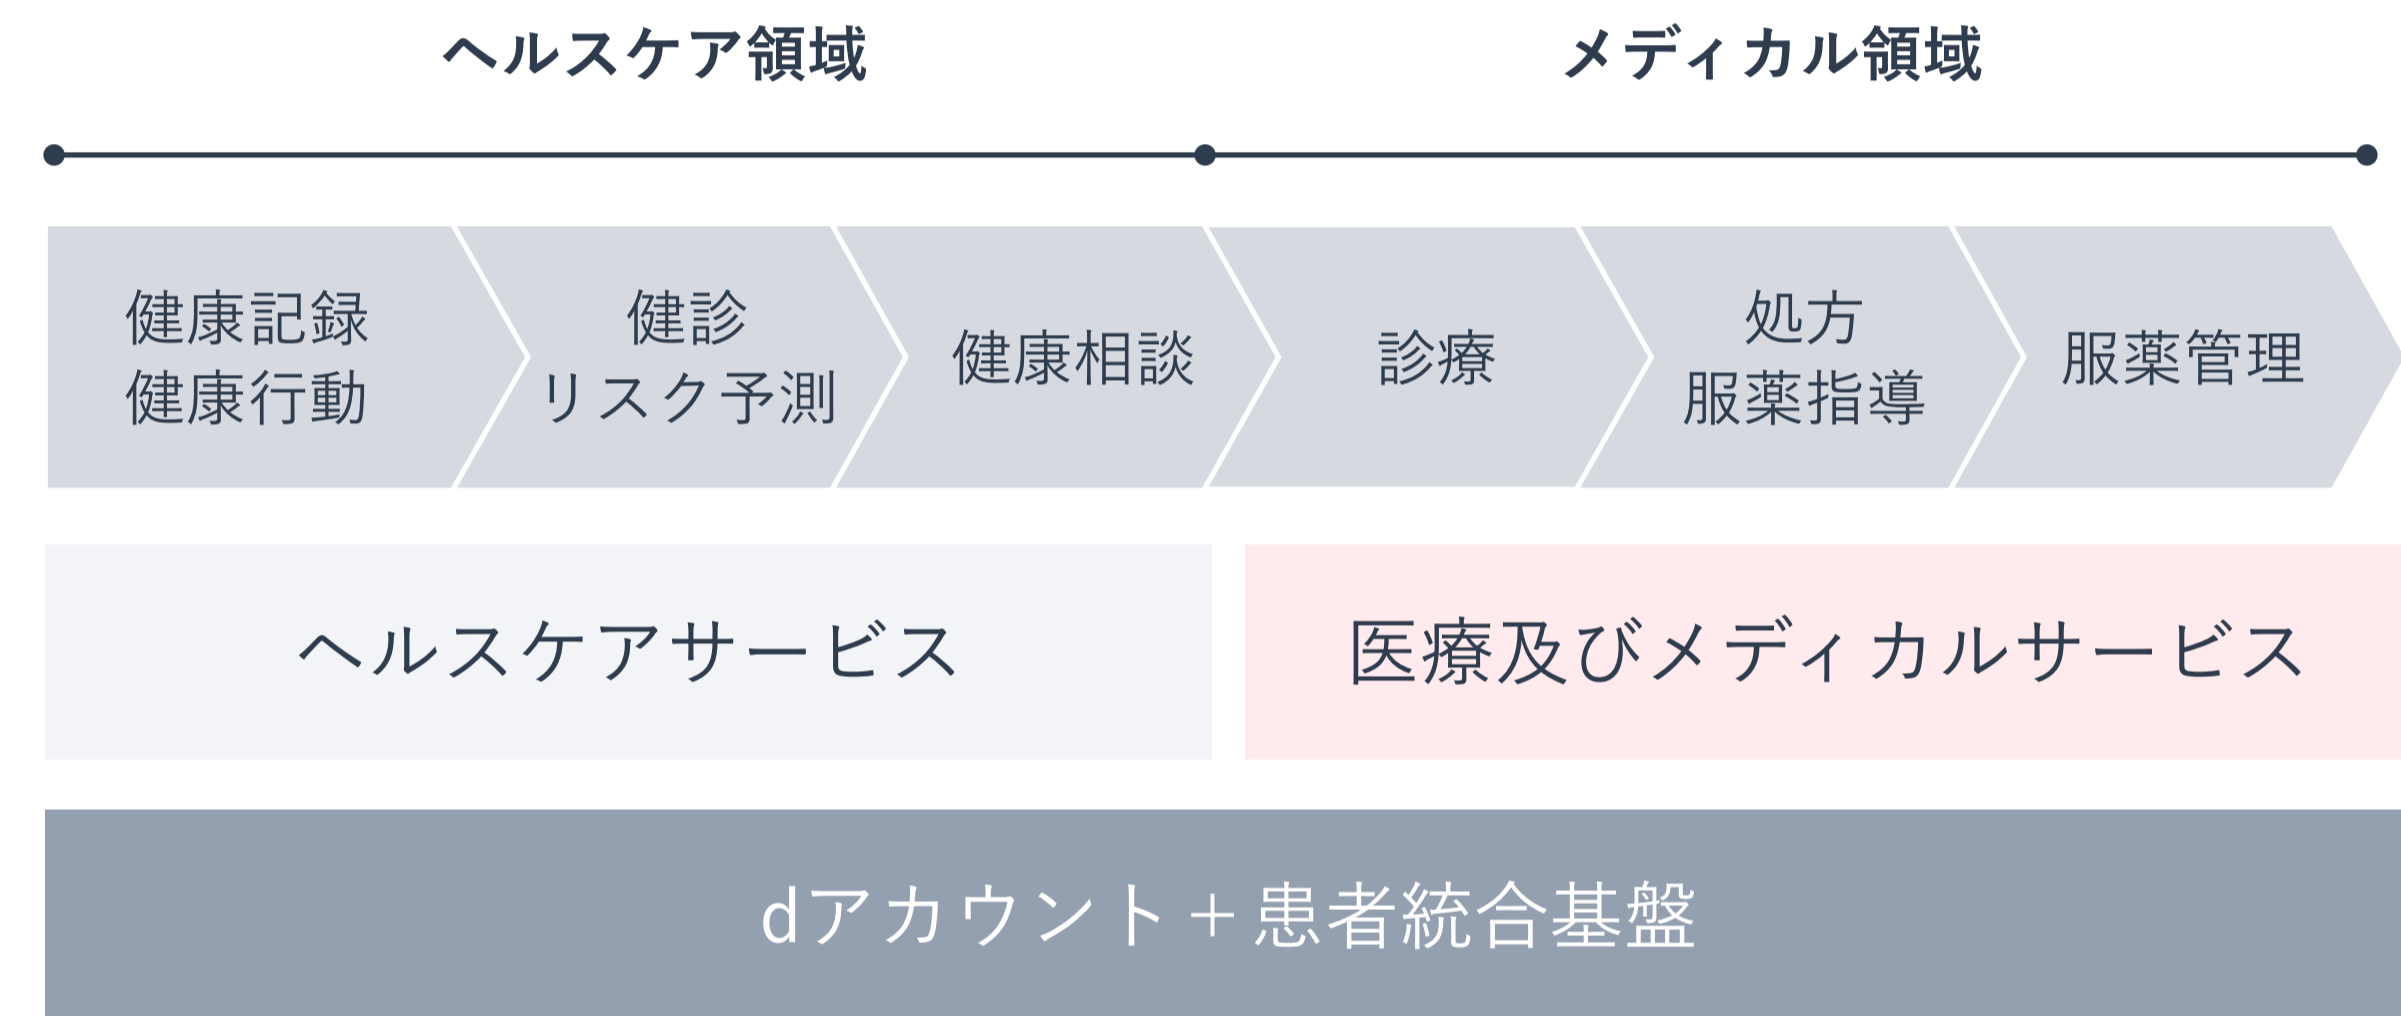 ヘルスケア領域
メディカル領域
健康記録
健康行動
健診
リスク予測
健康相談
診療
処方
服薬指導
服薬管理
ヘルスケアサービス
医療及びメディカルサービス
dアカウント＋患者統合基盤